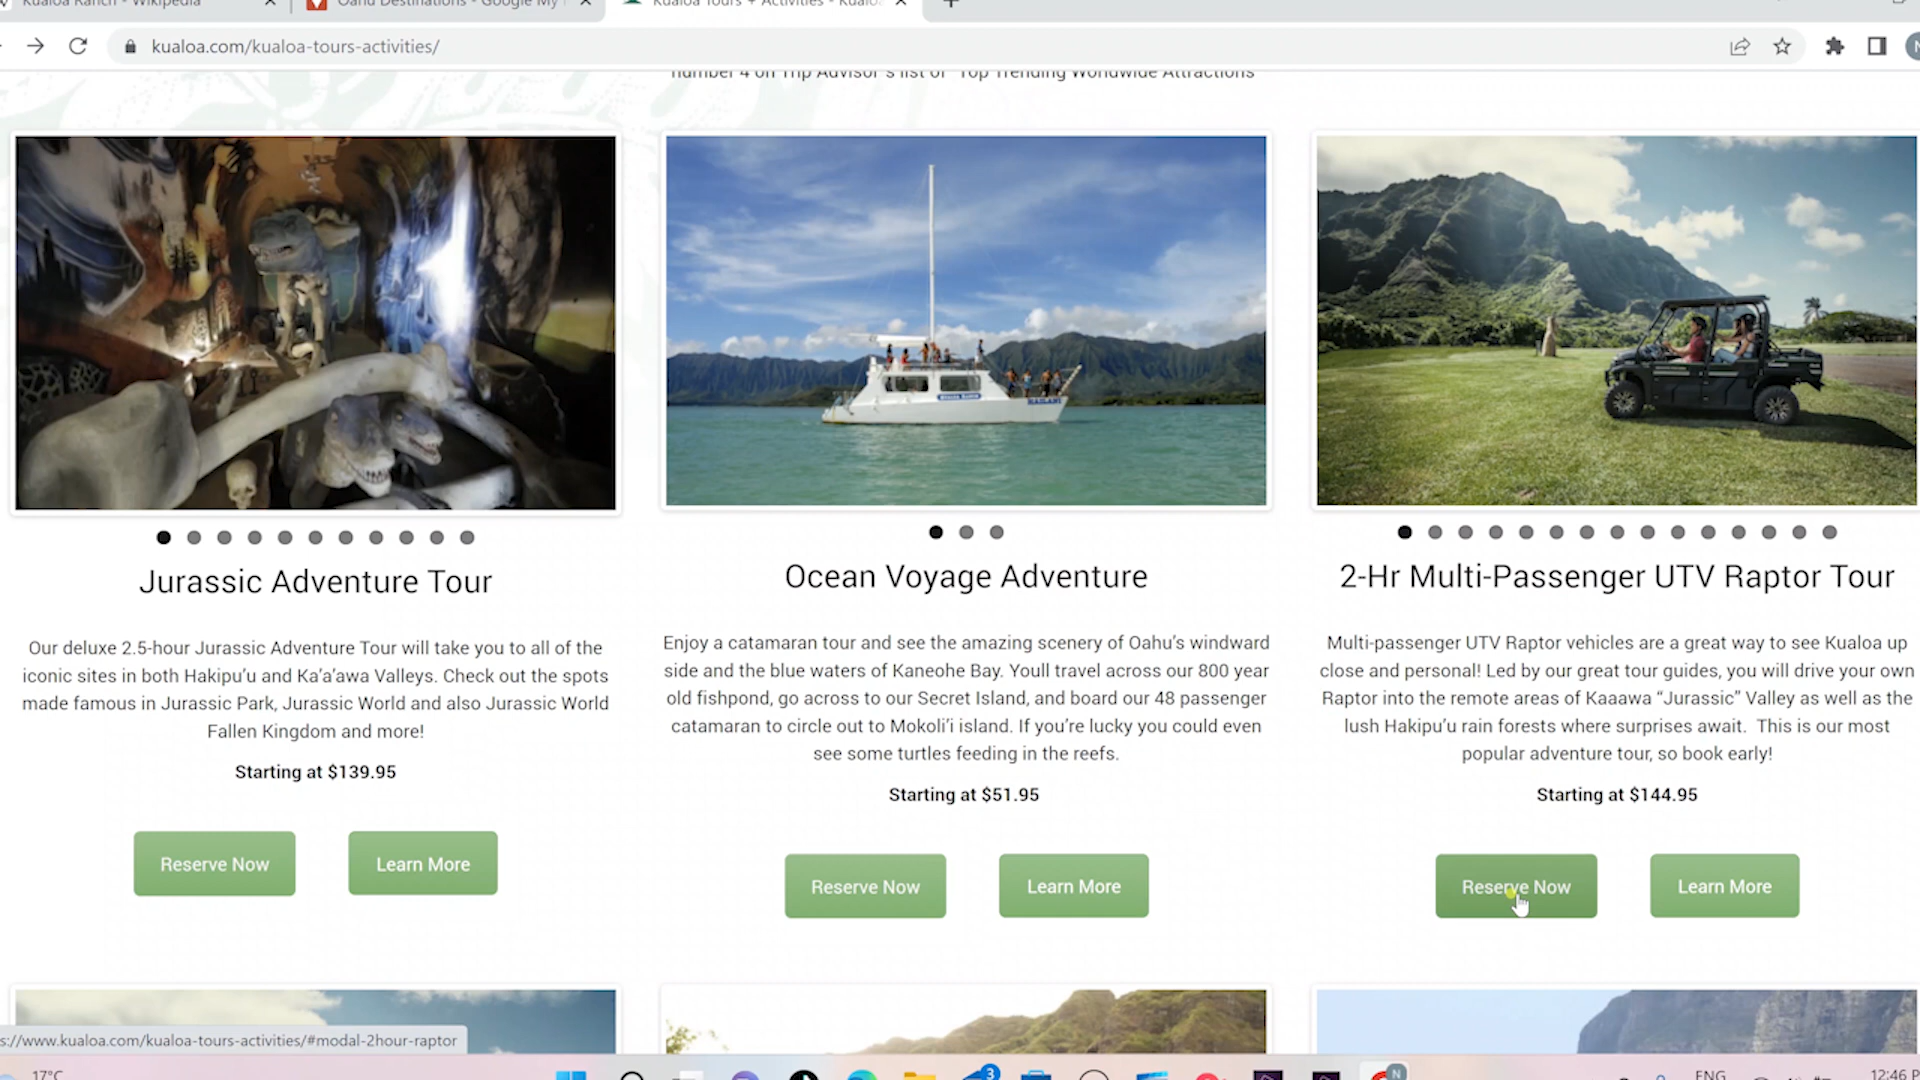 Kualoa Ranch - Wikipedia
Oahu Destinations - Google My
Kualoa Tours + Activities - Kualoa
kualoa.com/kualoa-tours-activities/
number 4 on Trip Advisor's list of "Top Trending Worldwide Attractions"
Jurassic Adventure Tour
Our deluxe 2.5-hour Jurassic Adventure Tour will take you to all of the
iconic sites in both Hakipu'u and Ka'a'awa Valleys. Check out the spots
made famous in Jurassic Park, Jurassic World and also Jurassic World
Fallen Kingdom and more!
Starting at $139.95
Reserve Now
Learn More
HAILANI
Ocean Voyage Adventure
Enjoy a catamaran tour and see the amazing scenery of Oahu's windward
side and the blue waters of Kaneohe Bay. Youll travel across our 800 year
old fishpond, go across to our Secret Island, and board our 48 passenger
catamaran to circle out to Mokoli'i island. If you're lucky you could even
see some turtles feeding in the reefs.
Starting at $51.95
Reserve Now
Learn More
2-Hr Multi-Passenger UTV Raptor Tour
Multi-passenger UTV Raptor vehicles are a great way to see Kualoa up
close and personal! Led by our great tour guides, you will drive your own
Raptor into the remote areas of Kaaawa "Jurassic" Valley as well as the
lush Hakipu'u rain forests where surprises await. This is our most
popular adventure tour, so book early!
Starting at $144.95
Reserve Now
Learn More
s://www.kualoa.com/kualoa-tours-activities/#modal-2hour-raptor
17°C
3
N
ENG
12:46 P